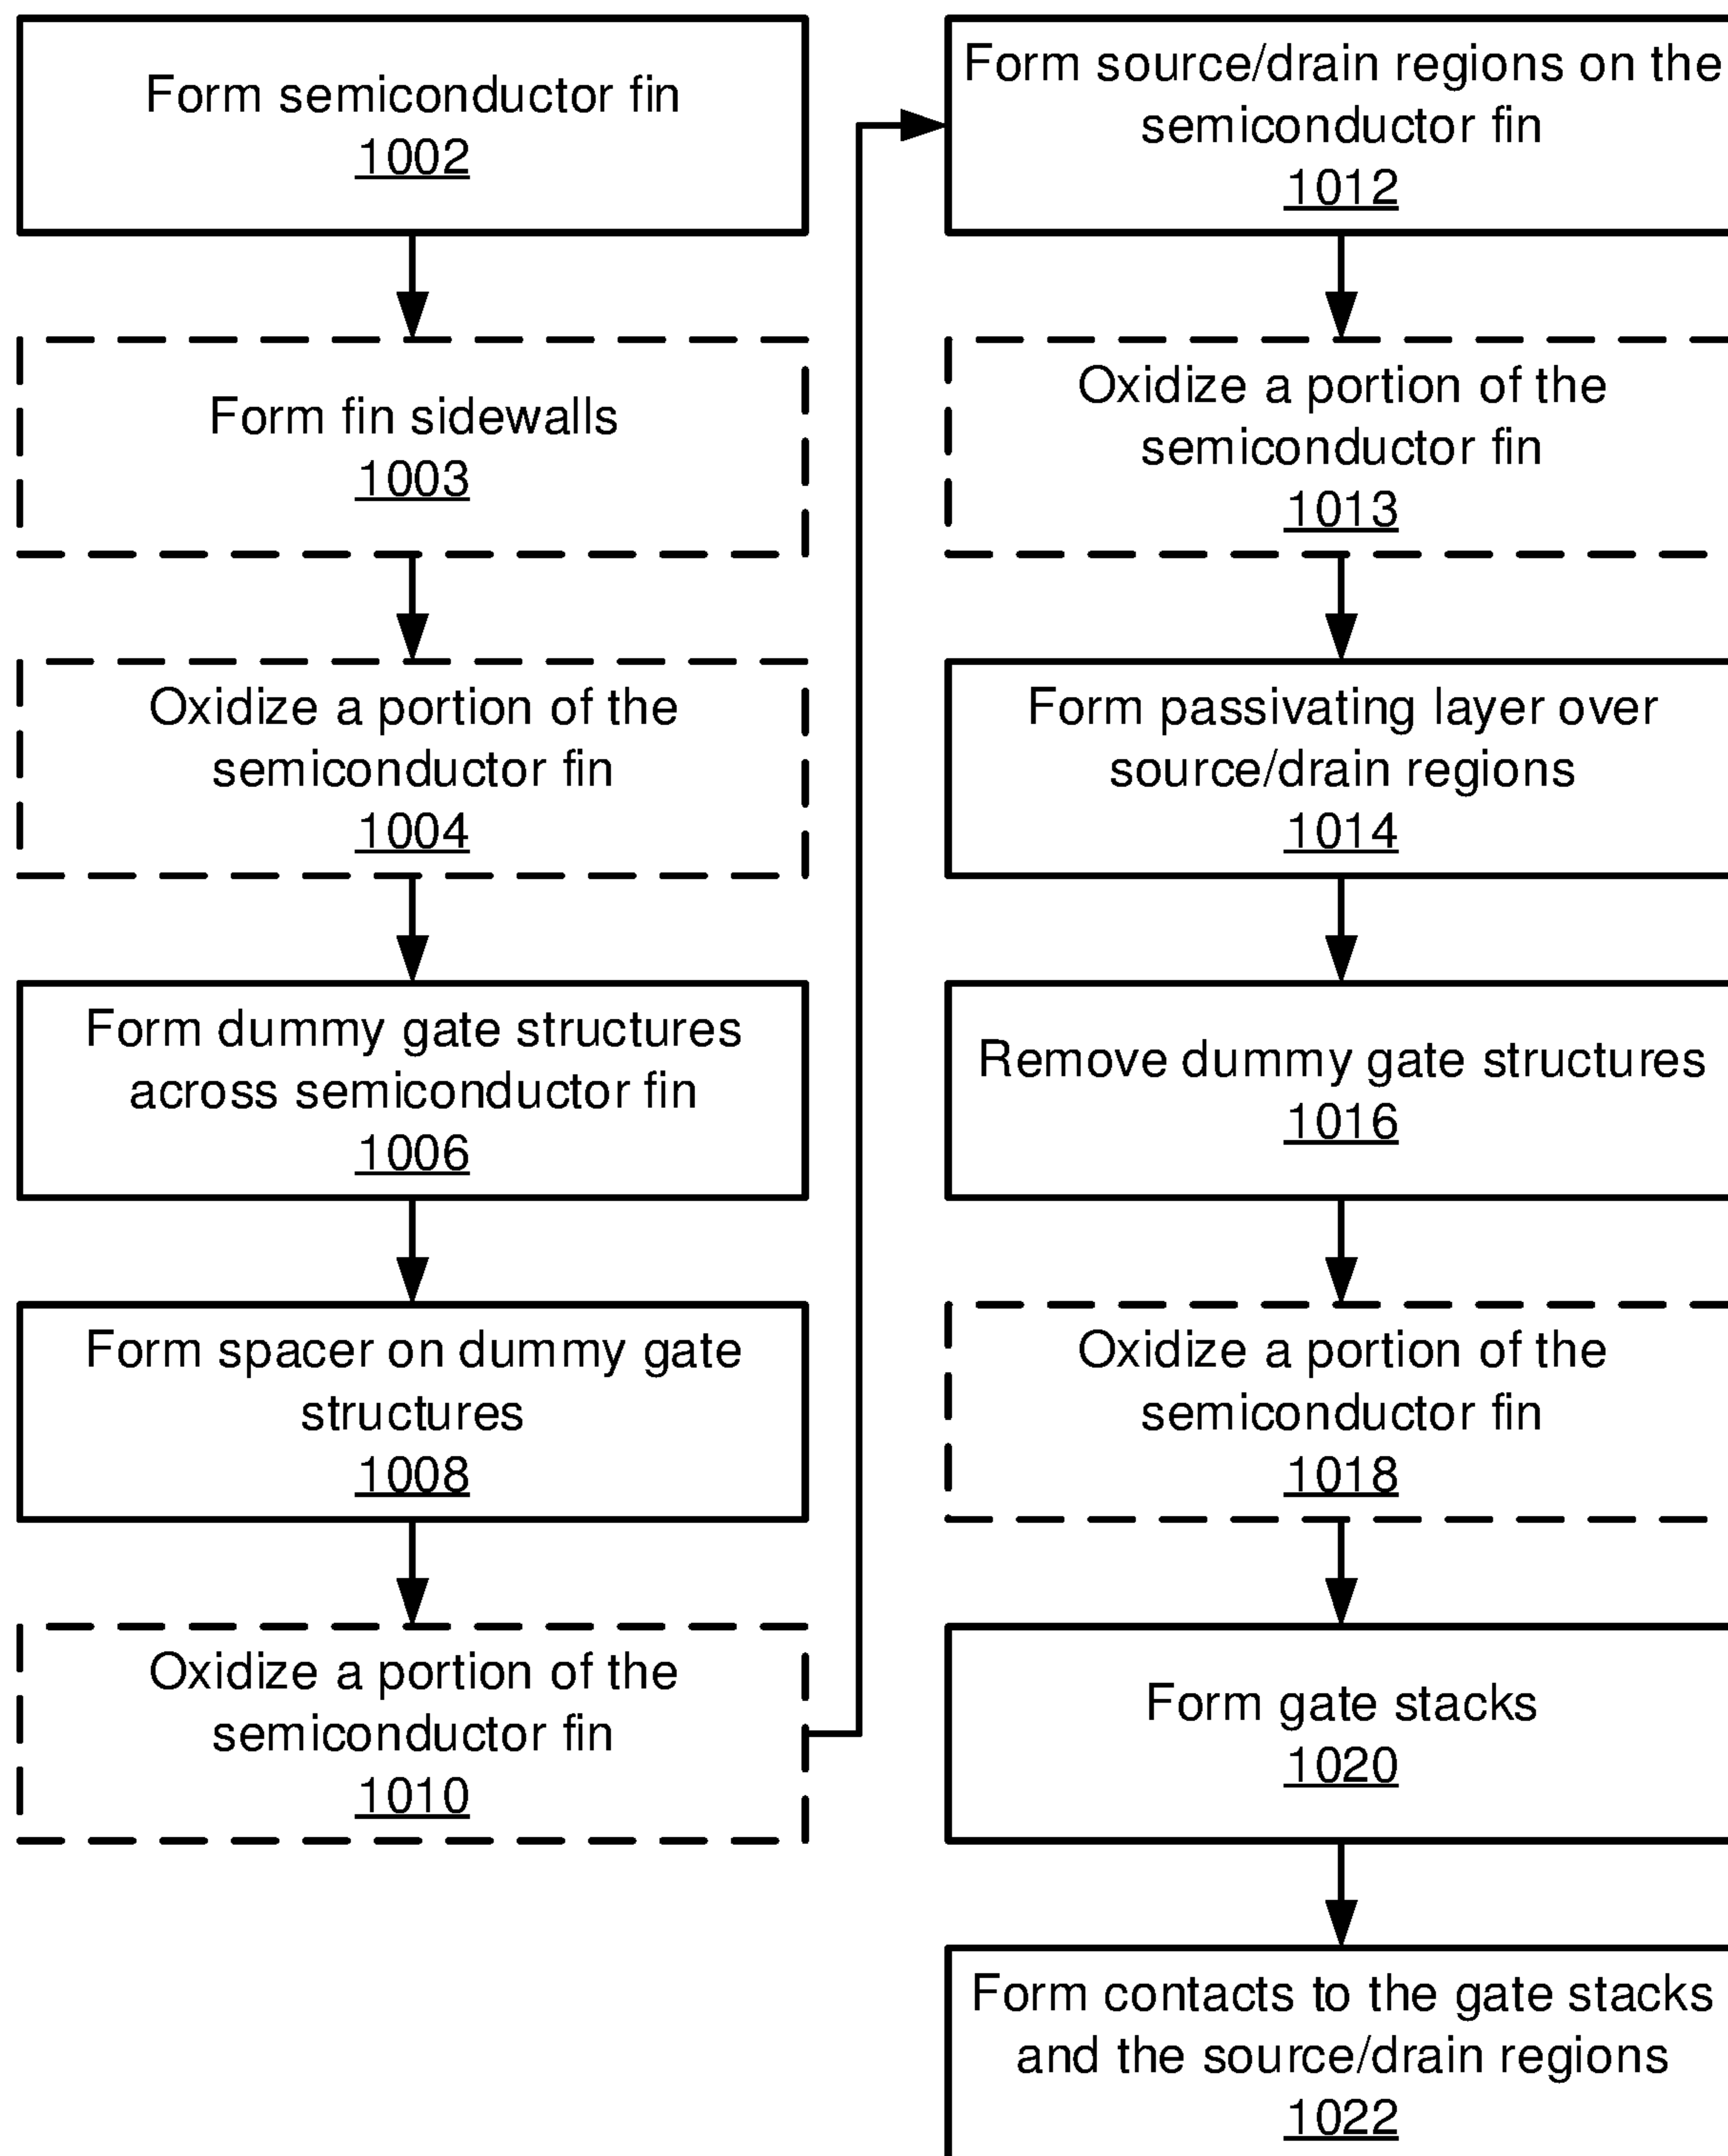 Form semiconductor fin
1002
Form fin sidewalls
1003
Oxidize a portion of the
semiconductor fin
1004
Form dummy gate structures
across semiconductor fin
1006
Form spacer on dummy gate
structures
1008
Oxidize a portion of the
semiconductor fin
1010
Form source/drain regions on the
semiconductor fin
1012
Oxidize a portion of the
semiconductor fin
1013
Form passivating layer over
source/drain regions
1014
Remove dummy gate structures
1016
Oxidize a portion of the
semiconductor fin
1018
Form gate stacks
1020
Form contacts to the gate stacks
and the source/drain regions
1022